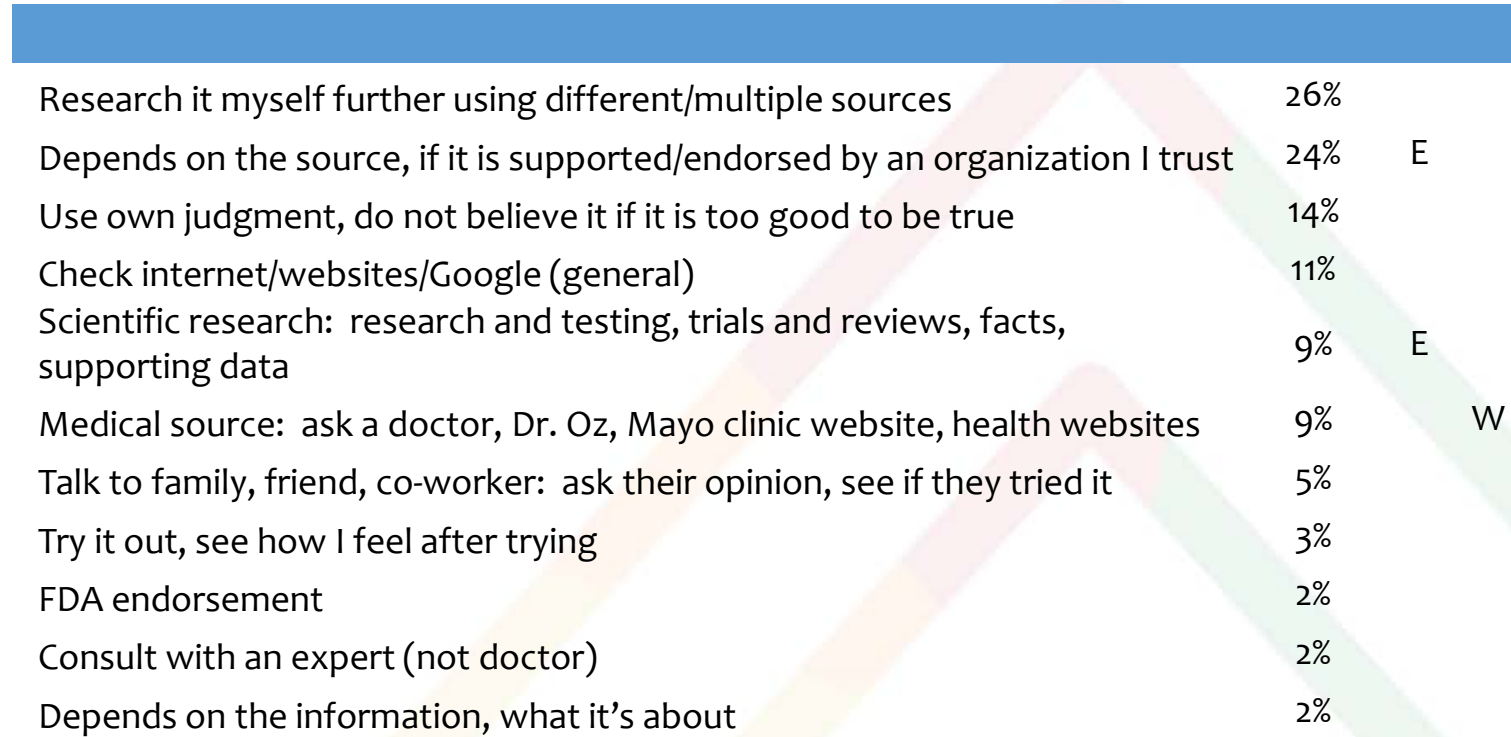 Research it myself further using different/multiple sources 26%
Depends on the source, if it is supported/endorsed by an organization I trust 24% E
Use own judgment, do not believe it if it is too good to be true 14%
Check internet/websites/Google (general) 11%
Scientific research:  research and testing, trials and reviews, facts,
supporting data 9% E
Medical source:  ask a doctor, Dr. Oz, Mayo clinic website, health websites 9% W
Talk to family, friend, co-worker:  ask their opinion, see if they tried it 5%
Try it out, see how I feel after trying 3%
FDA endorsement 2%
Consult with an expert (not doctor) 2%
Depends on the information, what it’s about 2%